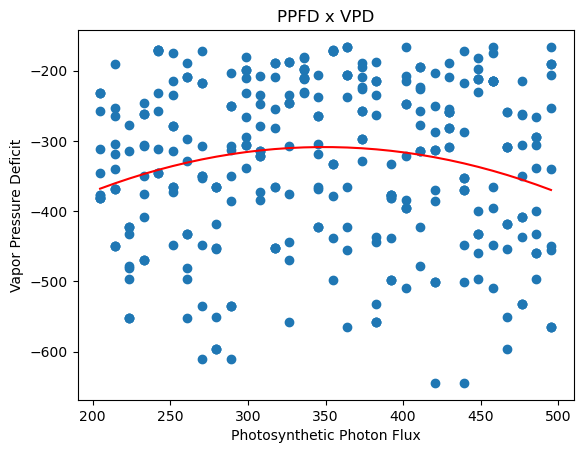 PPFD x VPD
Vapor Pressure Deficit
−200
−300
−400
−500
−600
200 250 300 350 400 450 500
Photosynthetic Photon Flux